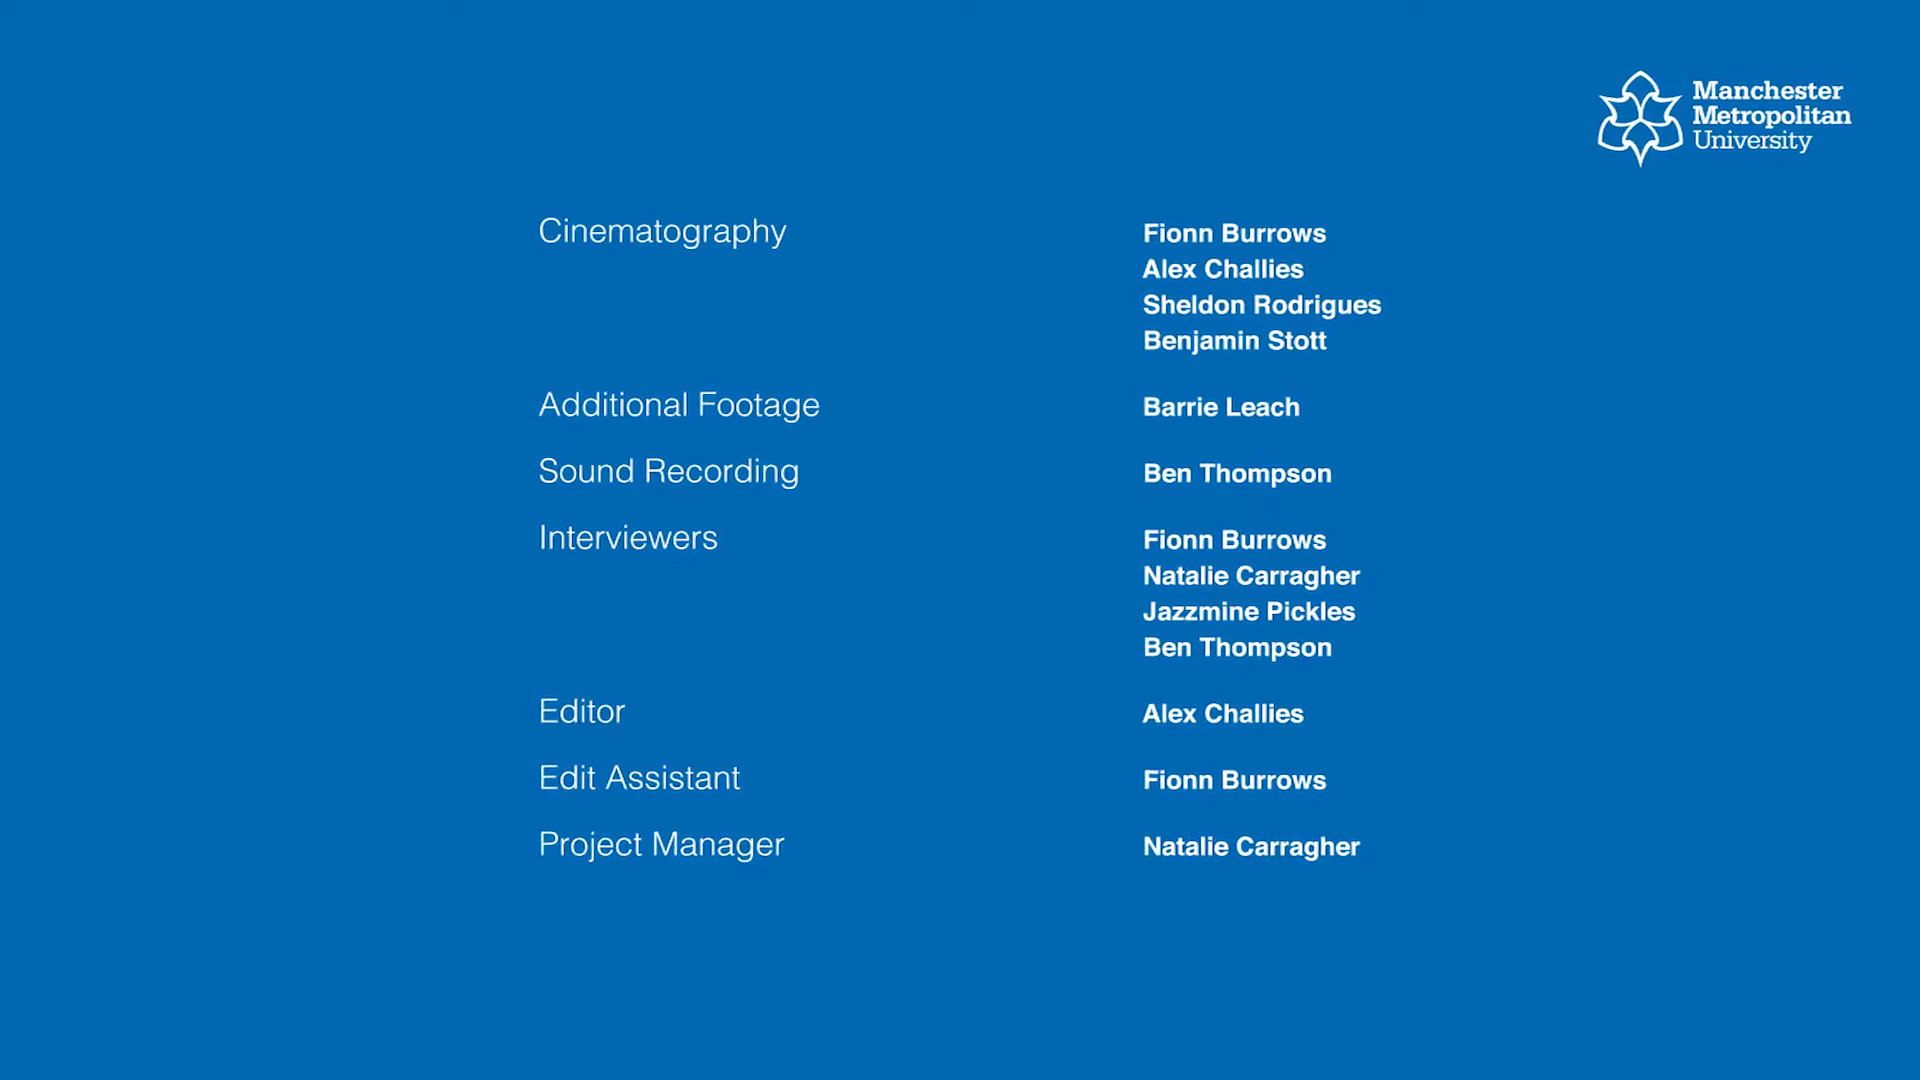 Manchester
Metropolitan
University
Cinematography Fionn Burrows
Alex Challies
Sheldon Rodrigues
Benjamin Stott
Additional Footage Barrie Leach
Sound Recording Ben Thompson
Interviewers Fionn Burrows
Natalie Carragher
Jazzmine Pickles
Ben Thompson
Editor Alex Challies
Edit Assistant Fionn Burrows
Project Manager Natalie Carragher